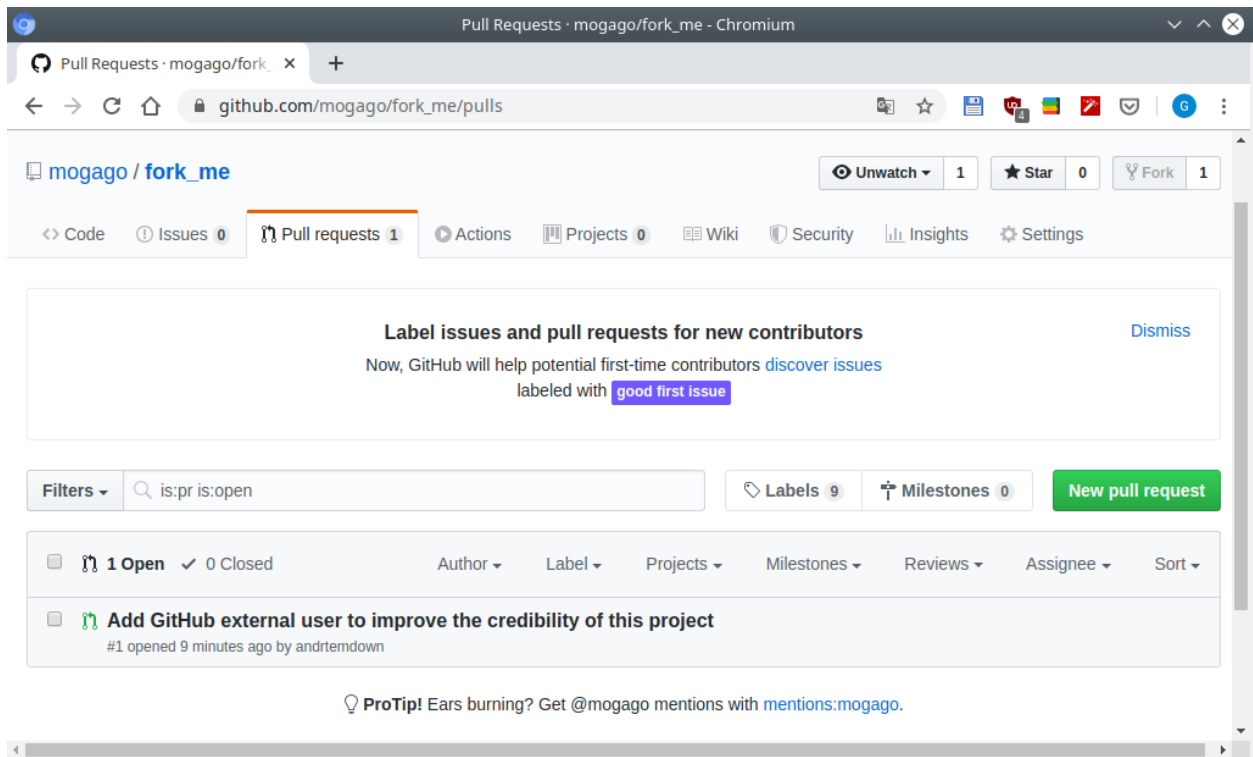 Pull Requests · mogago/fork_me - Chromium
Pull Requests · mogago/fork_
github.com/mogago/fork_me/pulls
4
G
mogago / fork_me
Unwatch 1 Star 0 Fork 1
Code Issues 0 Pull requests 1 Actions Projects 0 Wiki Security Insights Settings
Label issues and pull requests for new contributors
Dismiss
Now, GitHub will help potential first-time contributors discover issues
labeled with good first issue
Filters is:pr is:open Labels 9 Milestones 0 New pull request
1 Open 0 Closed Author Label Projects Milestones Reviews Assignee Sort
Add GitHub external user to improve the credibility of this project
#1 opened 9 minutes ago by andrtemdown
ProTip! Ears burning? Get @mogago mentions with mentions:mogago.